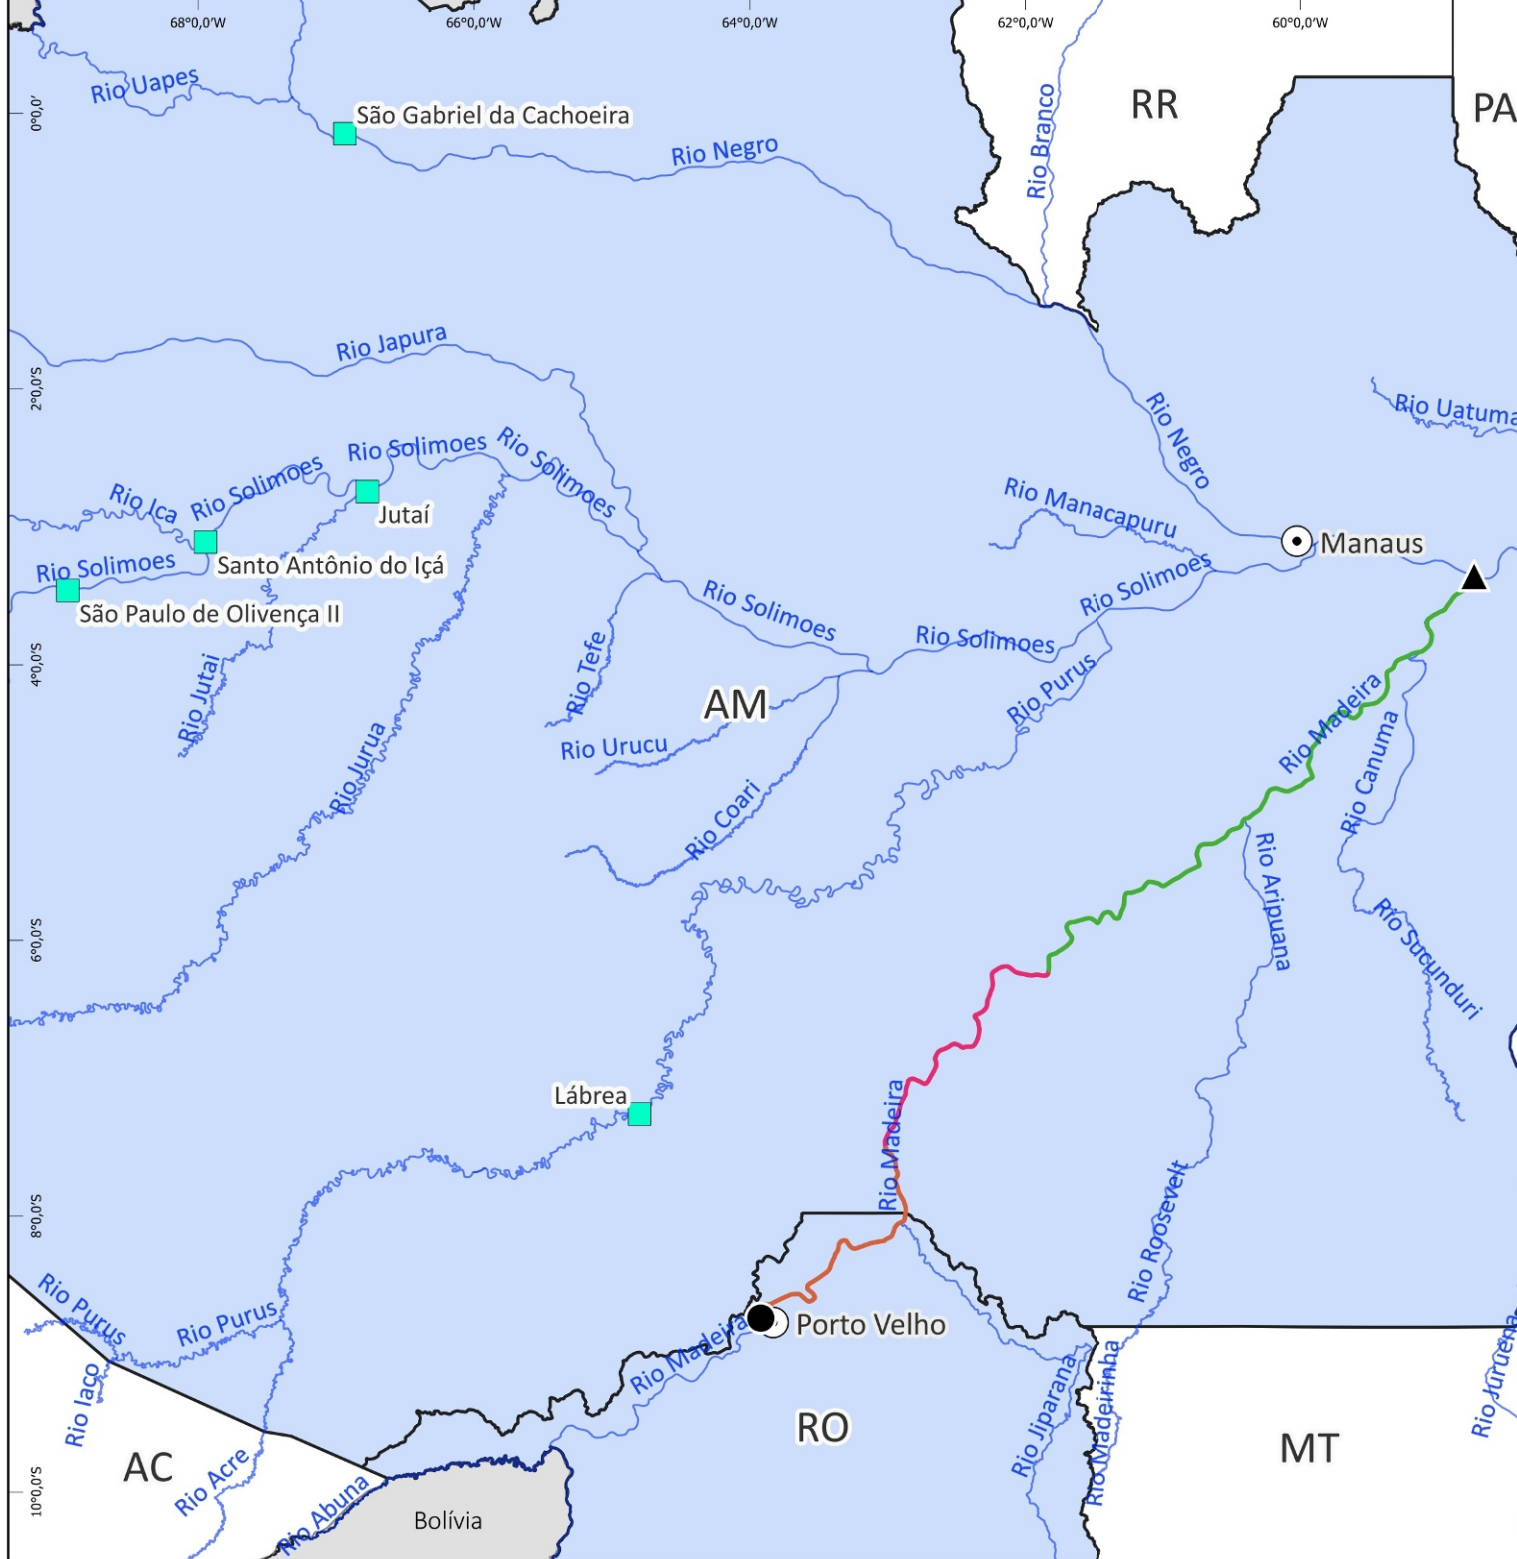 68°0,0'W
66°0,0'W
64°0,0'W
62°0,0'W
60°0,0'W
0°0,0'
2°0,0'S
4°0,0'S
6°0,0'S
8°0,0'S
10°0,0'S
Rio Uapes
São Gabriel da Cachoeira
Rio Negro
Rio Branco
RR
PA
Rio Japura
Rio Negro
Rio Uatuma
Rio Solimoes
Rio Solimoes
Rio Solimoes
Rio Ica
Jutaí
Rio Manacapuru
Manaus
Santo Antônio do Içá
Rio Solimoes
São Paulo de Olivença II
Rio Solimoes
Rio Solimoes
Rio Solimoes
Rio Jutai
Rio Tefe
AM
Rio Purus
Rio Madeira
Rio Urucu
Rio Jurua
Rio Canuma
Rio Coari
Rio Aripuana
Rio Sucunduri
Lábrea
Rio Madeira
Rio Roosevelt
Rio Purus
Rio Purus
Porto Velho
Rio Madeira
Rio Iaco
Rio Jiparana
Rio Madeirinha
Rio Juruena
RO
MT
AC
Rio Acre
Rio Abuna
Bolívia